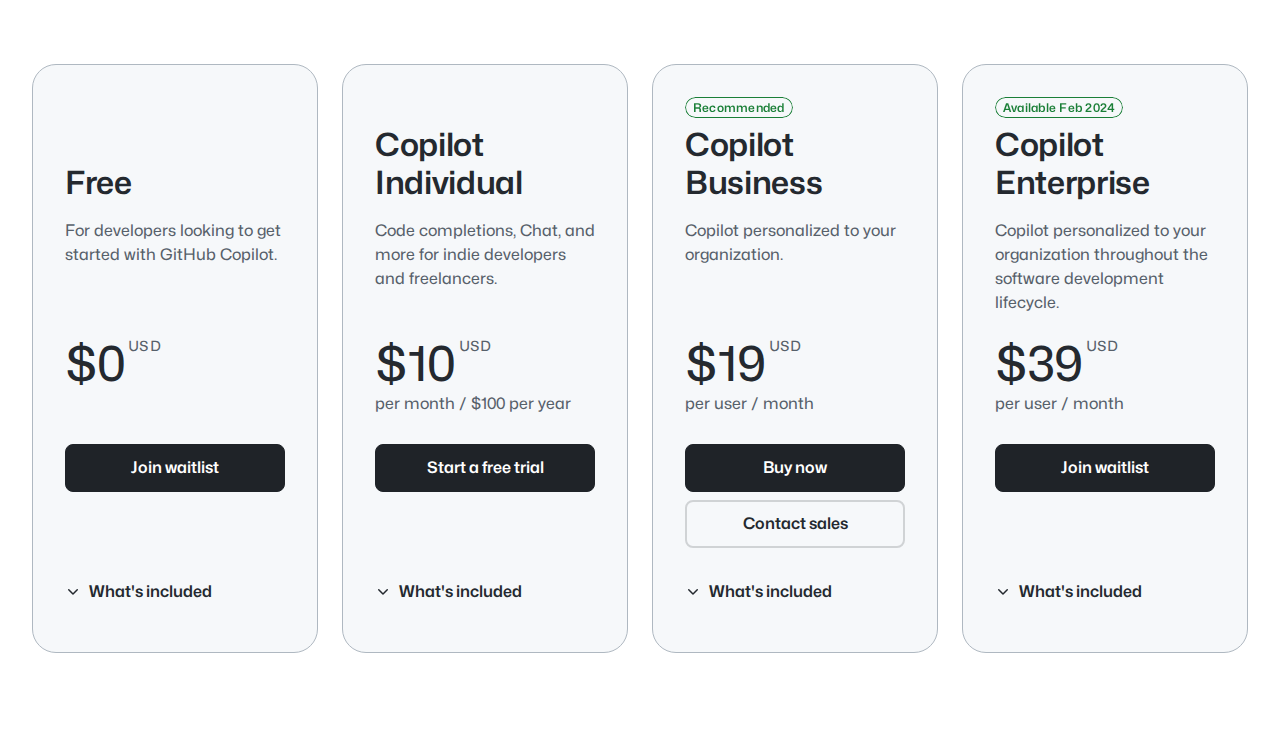 Free
For developers looking to get
started with GitHub Copilot.
$0 USD
Join waitlist
What's included
Copilot
Individual
Code completions, Chat, and
more for indie developers
and freelancers.
$10 USD
per month / $100 per year
Start a free trial
What's included
Recommended
Copilot
Business
Copilot personalized to your
organization.
$19 USD
per user / month
Buy now
Contact sales
What's included
Available Feb 2024
Copilot
Enterprise
Copilot personalized to your
organization throughout the
software development
lifecycle.
$39 USD
per user / month
Join waitlist
What's included